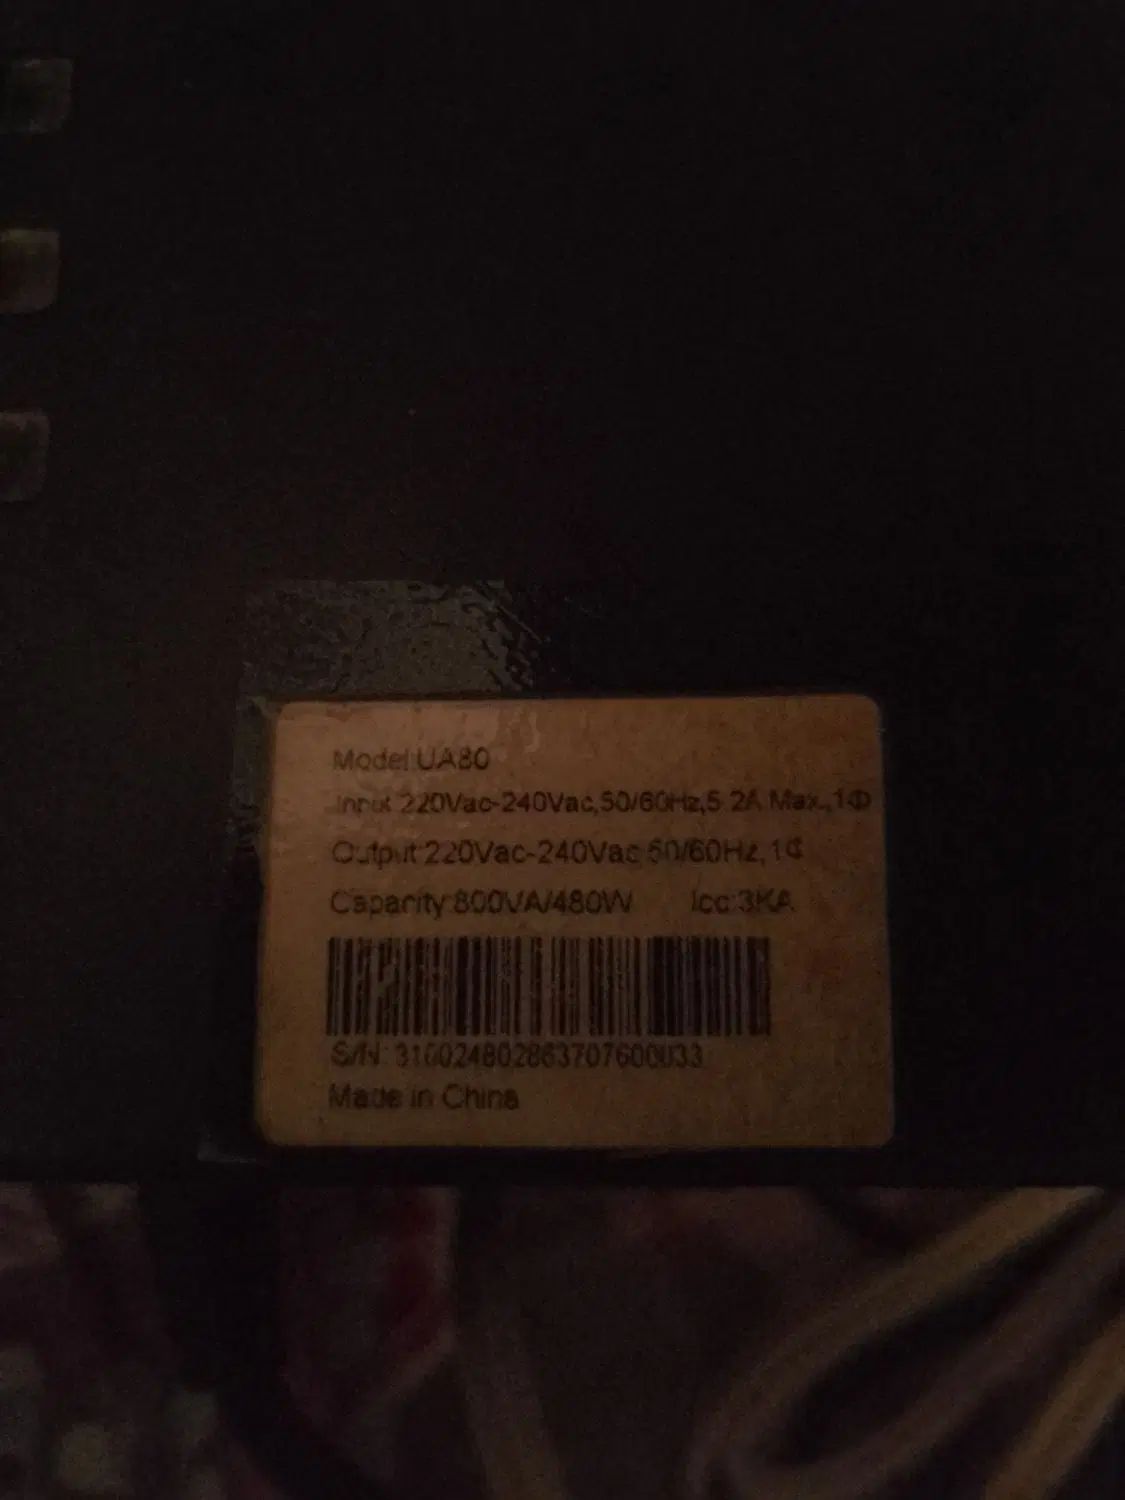 Model:UA80
Input:220Vac-240Vac,50/60Hz,5.2A Max.,1Φ
Output:220Vac-240Vac,50/60Hz,1Φ
Capacity:800VA/480W Icc:3KA
S/N:
Made in China